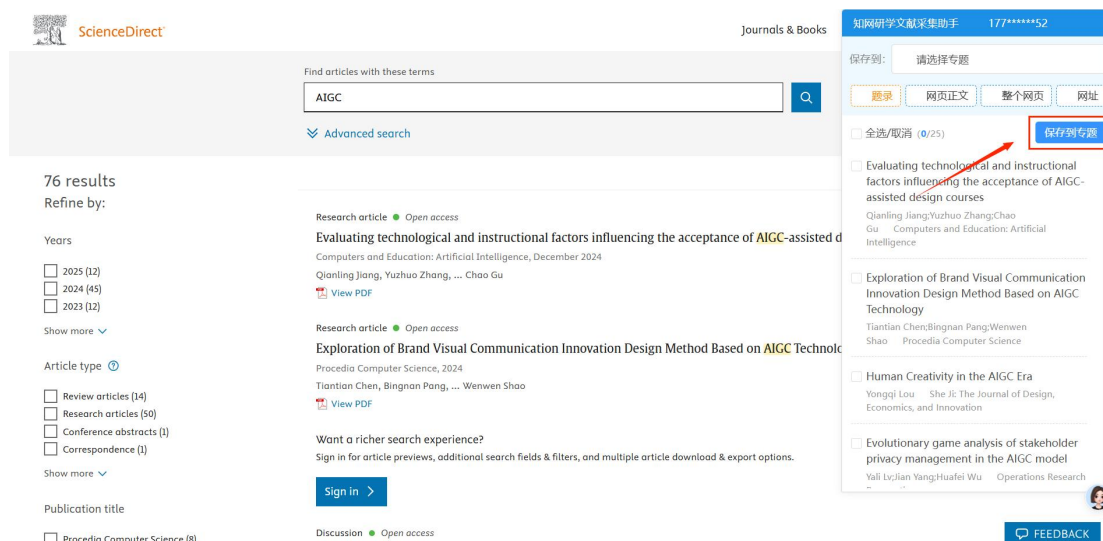 ScienceDirect
Journals & Books
Find articles with these terms
AIGC
Advanced search
76 results
Refine by:
Years
2025 (12)
2024 (45)
2023 (12)
Show more
Article type
Review articles (14)
Research articles (50)
Conference abstracts (1)
Correspondence (1)
Show more
Publication title
Procedia Computer Science (8)
Research article Open access
Evaluating technological and instructional factors influencing the acceptance of AIGC-assisted d
Computers and Education: Artificial Intelligence, December 2024
Qianling Jiang, Yuzhuo Zhang, ... Chao Gu
View PDF
Research article Open access
Exploration of Brand Visual Communication Innovation Design Method Based on AIGC Technolo
Procedia Computer Science, 2024
Tiantian Chen, Bingnan Pang, ... Wenwen Shao
View PDF
Want a richer search experience?
Sign in for article previews, additional search fields & filters, and multiple article download & export options.
Sign in
Discussion Open access
知网研学文献采集助手 177******52
保存到: 请选择专题
题录 网页正文 整个网页 网址
全选/取消 (0/25) 保存到专题
Evaluating technological and instructional
factors influencing the acceptance of AIGC-
assisted design courses
Qianling Jiang;Yuzhuo Zhang;Chao
Gu Computers and Education: Artificial
Intelligence
Exploration of Brand Visual Communication
Innovation Design Method Based on AIGC
Technology
Tiantian Chen;Bingnan Pang;Wenwen
Shao Procedia Computer Science
Human Creativity in the AIGC Era
Yongqi Lou She Ji: The Journal of Design,
Economics, and Innovation
Evolutionary game analysis of stakeholder
privacy management in the AIGC model
Yali Lv;Jian Yang;Huafei Wu Operations Research
FEEDBACK